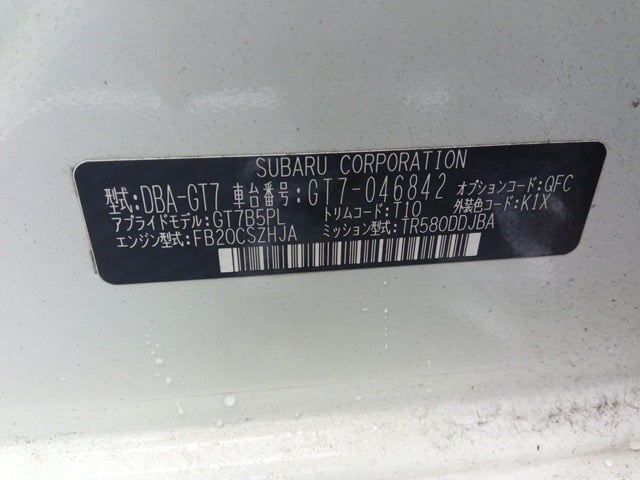 SUBARU CORPORATION
型式:DBA-GT7 車台番号:GT7-046842 オプションコード:QFC
アプライドモデル:GT7B5PL トリムコード:T10 外装色コード:K1X
エンジン型式:FB20CSZHJA ミッション型式:TR580DDJBA